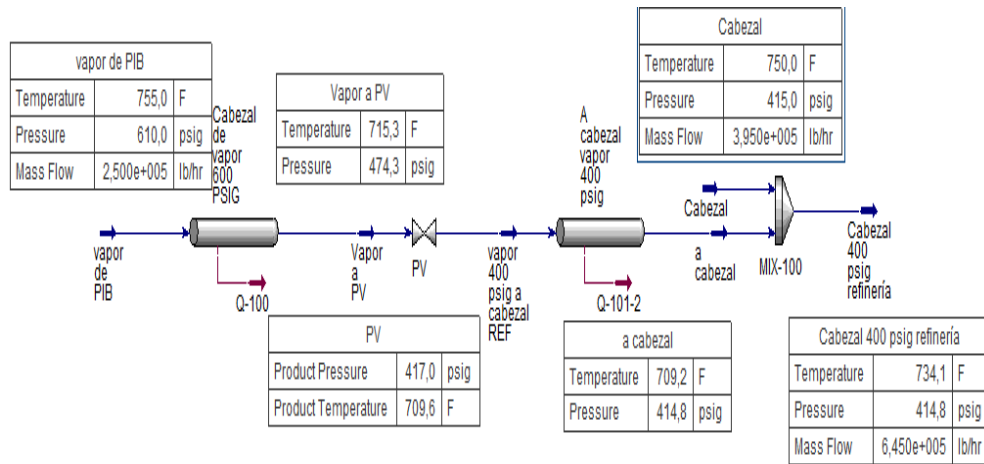 vapor de PIB
Temperature 755,0 F
Pressure 610,0 psig
Mass Flow 2,500e+005 lb/hr
Cabezal
de
vapor
600
PSIG
Vapor a PV
Temperature 715,3 F
Pressure 474,3 psig
A
cabezal
vapor
400
psig
Cabezal
Temperature 750,0 F
Pressure 415,0 psig
Mass Flow 3,950e+005 lb/hr
vapor
de
PIB
Q-100
Vapor
a
PV
PV
vapor
400
psig a
cabezal
REF
Q-101-2
Cabezal
a
cabezal
MIX-100
Cabezal
400
psig
refinería
PV
Product Pressure 417,0 psig
Product Temperature 709,6 F
a cabezal
Temperature 709,2 F
Pressure 414,8 psig
Cabezal 400 psig refinería
Temperature 734,1 F
Pressure 414,8 psig
Mass Flow 6,450e+005 lb/hr